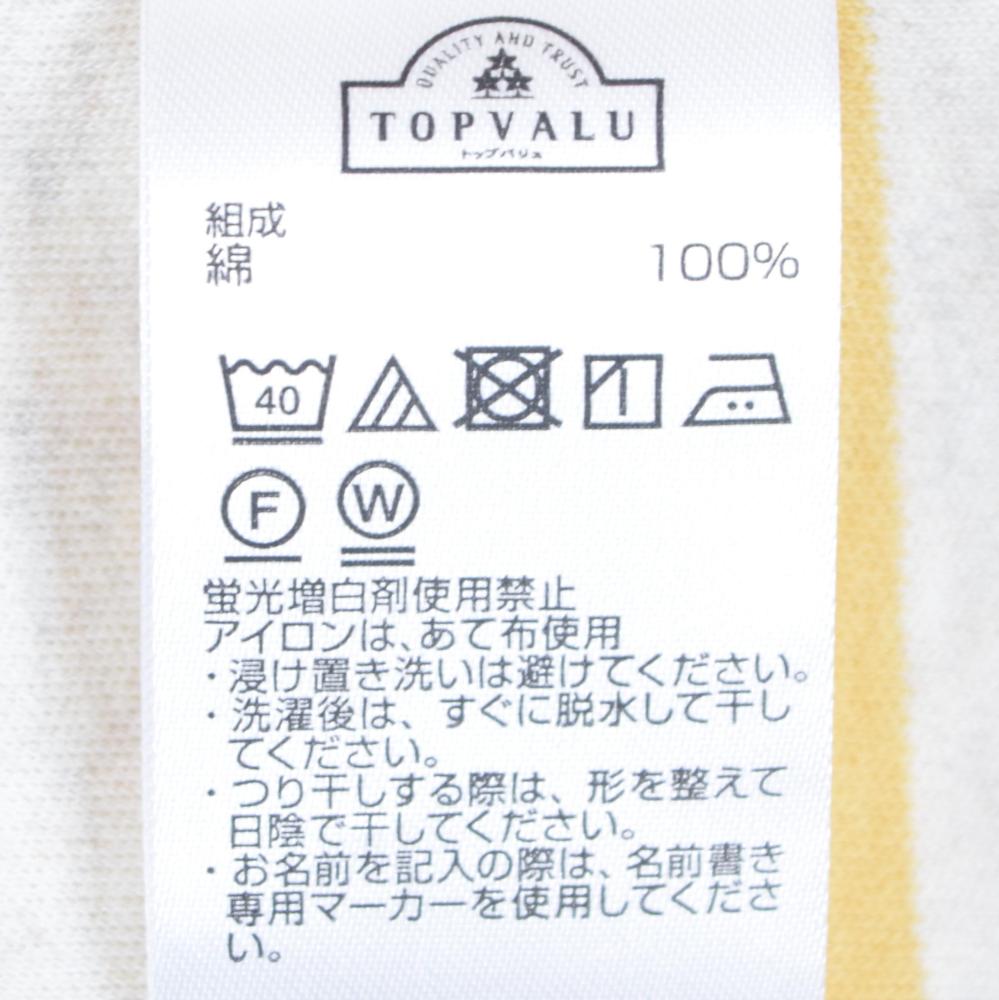 QUALITY AND TRUST
TOPVALU
トップバリュ
組成
綿 100%
40
F W
蛍光増白剤使用禁止
アイロンは、あて布使用
・浸け置き洗いは避けてください。
・洗濯後は、すぐに脱水して干し
てください。
・つり干しする際は、形を整えて
日陰で干してください。
・お名前を記入の際は、名前書き
専用マーカーを使用してくださ
い。